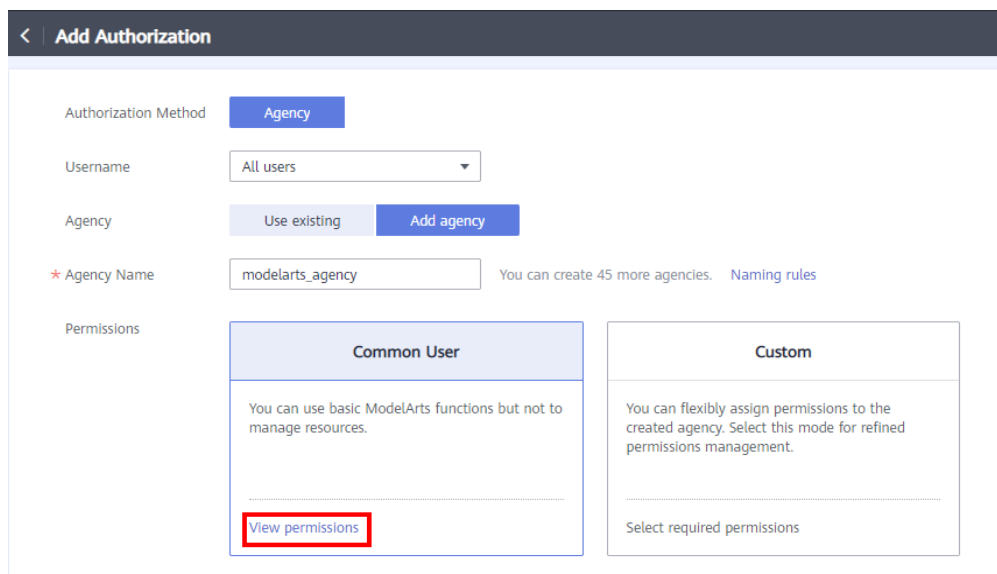 Add Authorization
Authorization Method
Agency
Username
All users
Agency
Use existing
Add agency
* Agency Name
modelarts_agency
You can create 45 more agencies. Naming rules
Permissions
Common User
You can use basic ModelArts functions but not to
manage resources.
View permissions
Custom
You can flexibly assign permissions to the
created agency. Select this mode for refined
permissions management.
Select required permissions